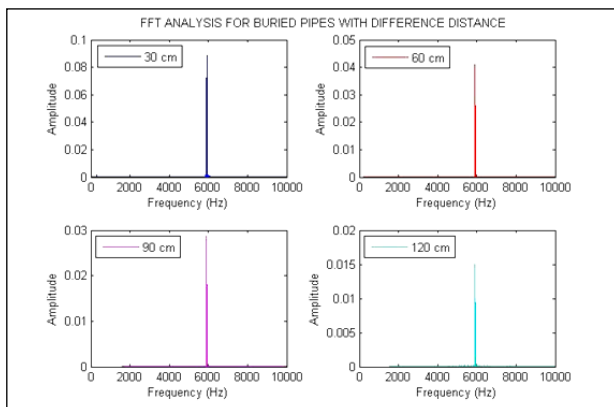 FFT ANALYSIS FOR BURIED PIPES WITH DIFFERENCE DISTANCE
0.1
0.08
0.06
0.04
0.02
0
Amplitude
30 cm
0 2000 4000 6000 8000 10000
Frequency (Hz)
0.05
0.04
0.03
0.02
0.01
0
Amplitude
60 cm
2000 4000 6000 8000 10000
Frequency (Hz)
0.03
0.02
0.01
0
Amplitude
90 cm
0 2000 4000 6000 8000 10000
Frequency (Hz)
0.02
0.015
0.01
0.005
0
Amplitude
120 cm
0 2000 4000 6000 8000 10000
Frequency (Hz)